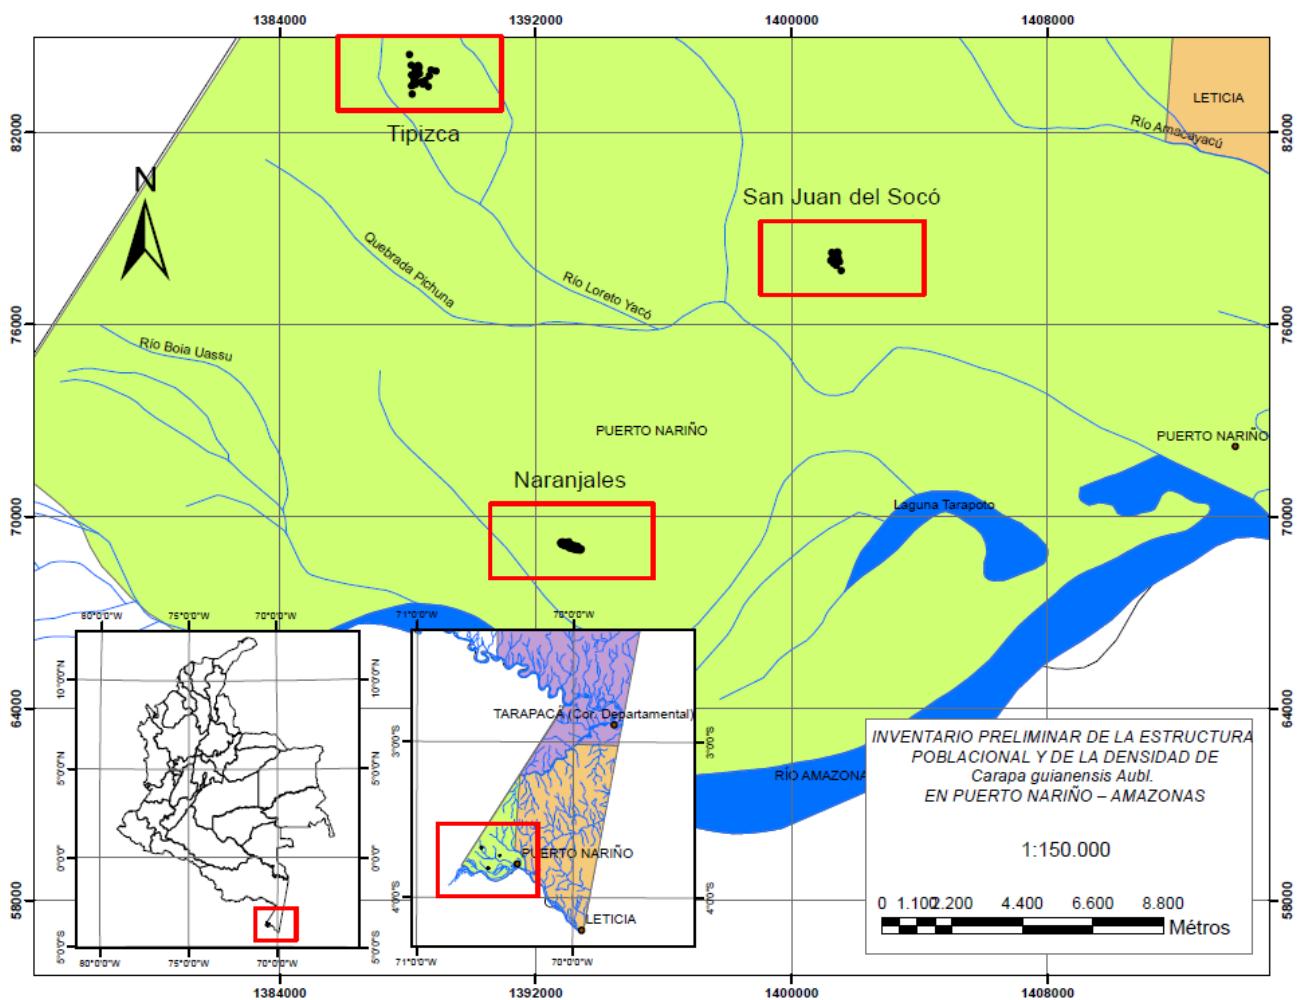 1384000
1392000
1400000
1408000
LETICIA
82000
82000
Río Amacayacú
Tipizca
N
San Juan del Socó
Quebrada Pichuna
Río Loreto Yacó
76000
76000
Río Boia Uassu
PUERTO NARIÑO
PUERTO NARIÑO
Naranjales
Laguna Tarapoto
70000
70000
80°0'0"W
75°0'0"W
70°0'0"W
71°0'0"W
70°0'0"W
10°0'0"N
10°0'0"N
5°0'0"N
5°0'0"N
0°0'0"
0°0'0"
5°0'0"S
5°0'0"S
80°0'0"W
75°0'0"W
70°0'0"W
TARAPACÁ (Cor. Departamental)
3°0'0"S
3°0'0"S
PUERTO NARIÑO
4°0'0"S
4°0'0"S
LETICIA
71°0'0"W
70°0'0"W
64000
64000
RÍO AMAZONA
INVENTARIO PRELIMINAR DE LA ESTRUCTURA
POBLACIONAL Y DE LA DENSIDAD DE
Carapa guianensis Aubl.
EN PUERTO NARIÑO – AMAZONAS
1:150.000
0 1.100 2.200 4.400 6.600 8.800
Métros
58000
58000
1384000
1392000
1400000
1408000